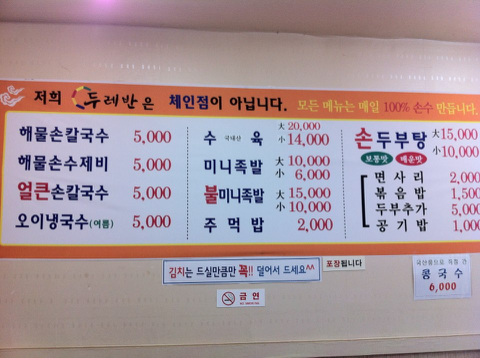 저희 두레반은 체인점이 아닙니다. 모든 메뉴는 매일 100% 손수 만듭니다.
해물손칼국수 5,000
해물손수제비 5,000
얼큰손칼국수 5,000
오이냉국수(여름) 5,000
수 국내산 육 大 20,000
小 14,000
미니족발 大 10,000
小 6,000
불미니족발 大 15,000
小 10,000
주먹밥 2,000
손두부탕 大 15,000
小 10,000
보통맛 매운맛
면사리 2,000
볶음밥 1,500
두부추가 5,000
공기밥 1,000
김치는 드실만큼만 꼭!! 덜어서 드세요^^
포장됩니다
금연
콩국수
6,000